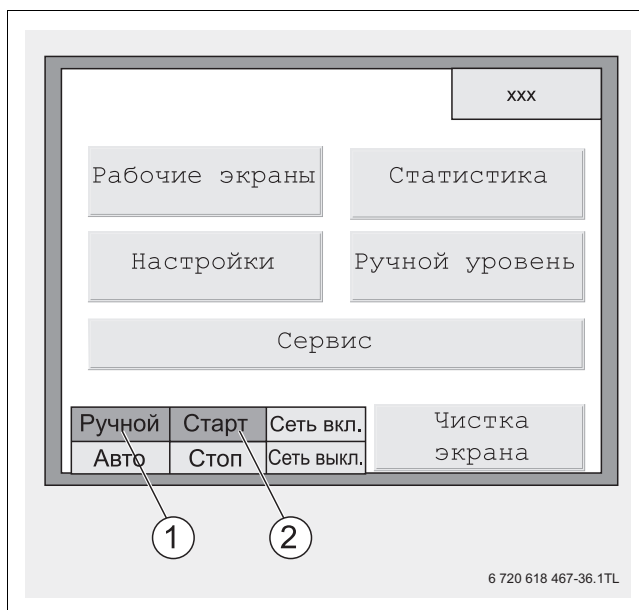 xxx
Рабочие экраны
Статистика
Настройки
Ручной уровень
Сервис
Ручной Старт Сеть вкл.
Авто Стоп Сеть выкл.
Чистка
экрана
1 2
6 720 618 467-36.1TL